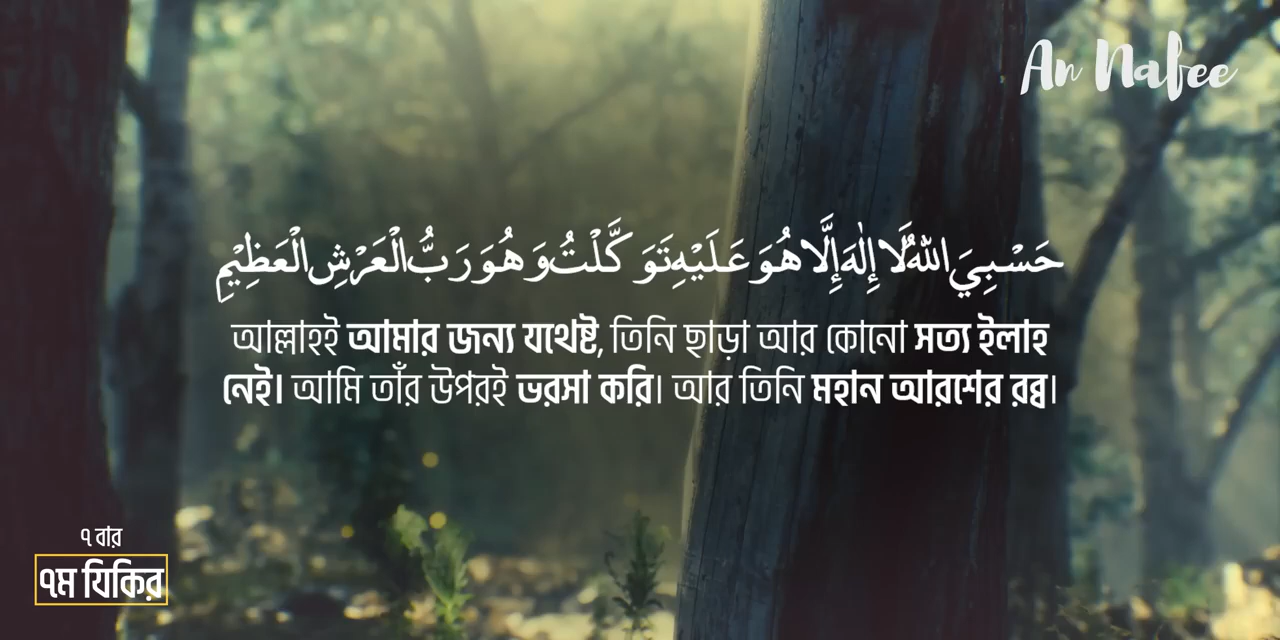 An Nafee
حَسْبِيَ اللّٰهُ لَا إِلٰهَ إِلَّا هُوَ عَلَيْهِ تَوَ كَّلْتُ وَ هُوَ رَبُّ الْعَرْشِ الْعَظِيْمِ
আল্লাহই আমার জন্য যথেষ্ট, তিনি ছাড়া আর কোনো সত্য ইলাহ
নেই। আমি তাঁর উপরই ভরসা করি। আর তিনি মহান আরশের রব্ব।
৭ বার
৭ম যিকির